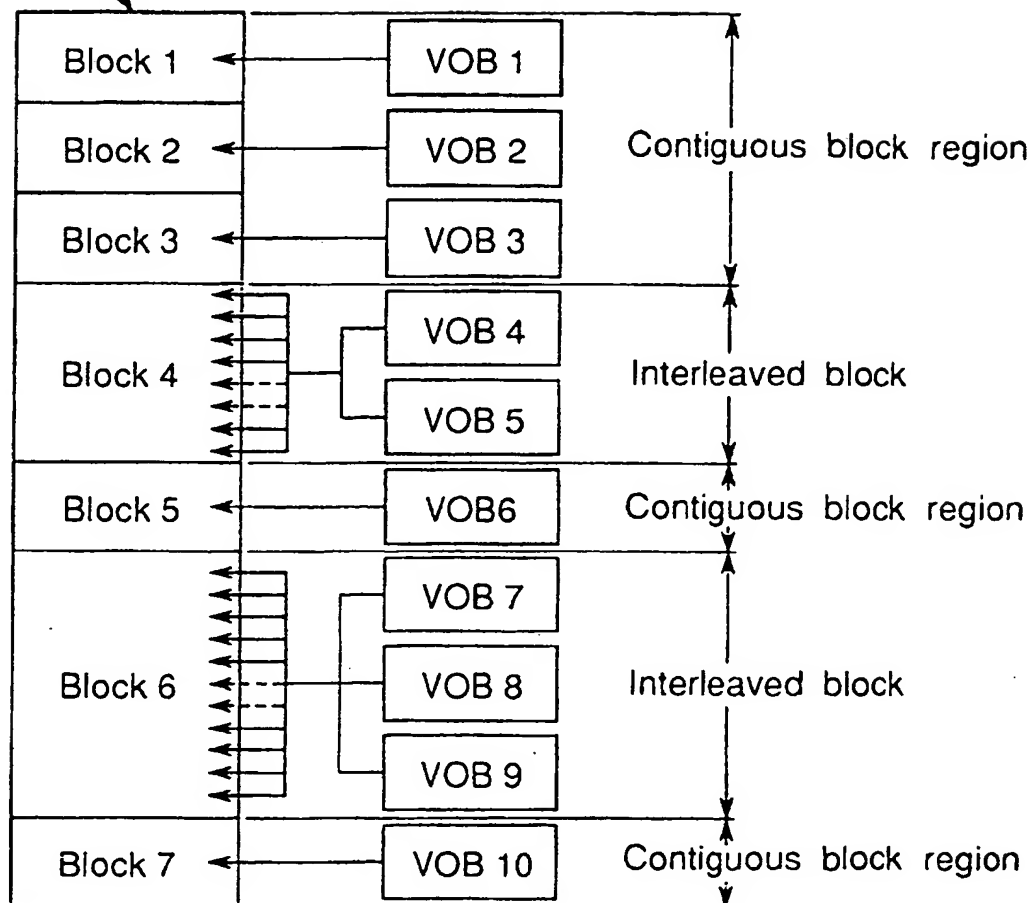 Block 1
VOB 1
Block 2
VOB 2
Contiguous block region
Block 3
VOB 3
VOB 4
Block 4
Interleaved block
VOB 5
Block 5
VOB6
Contiguous block region
VOB 7
Block 6
VOB 8
Interleaved block
VOB 9
Block 7
VOB 10
Contiguous block region